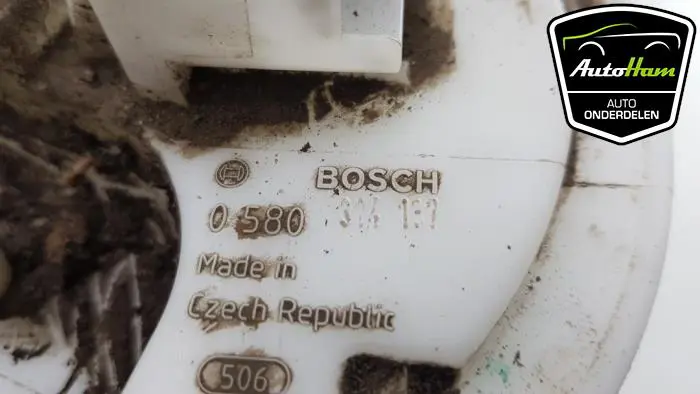 BOSCH
0 580
Made in
Czech Republic
506
AutoHam
AUTO
ONDERDELEN